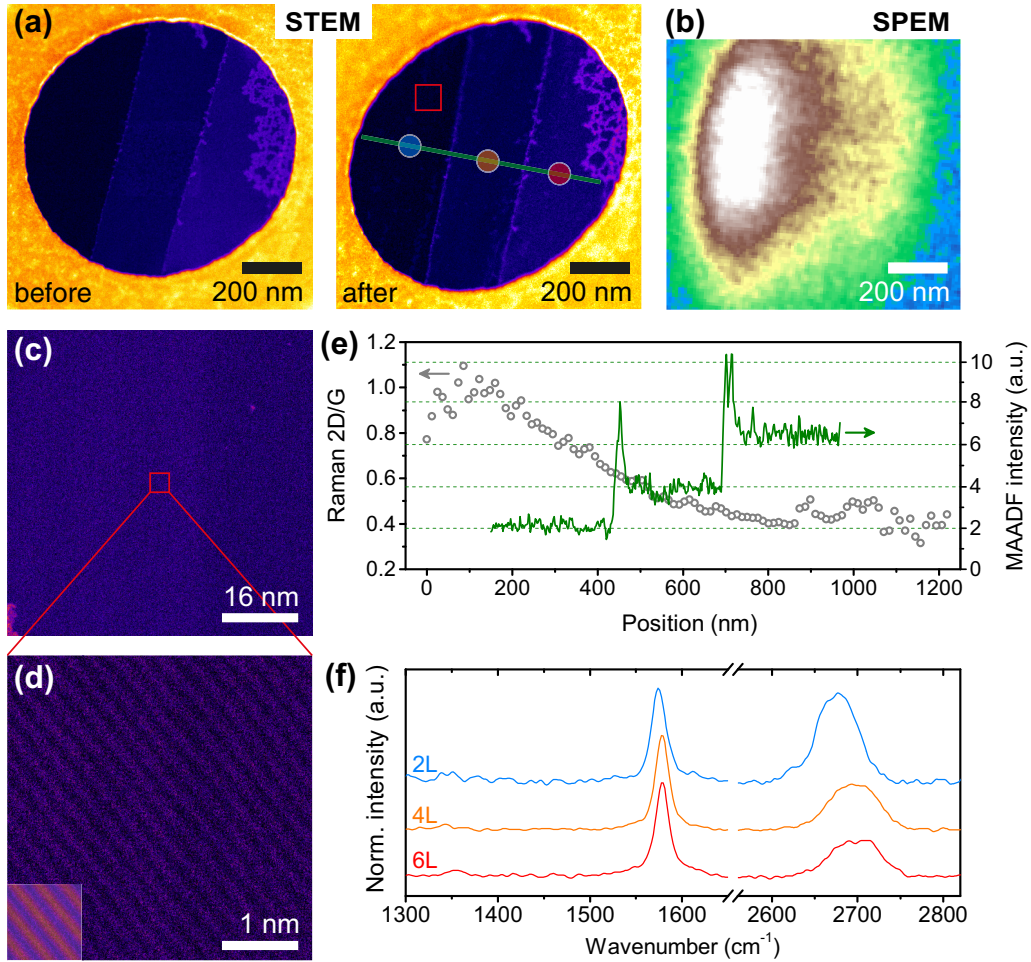 (a)
STEM
before
200 nm
after
200 nm
(b)
SPEM
200 nm
(c)
16 nm
(d)
1 nm
(e)
Raman 2D/G
1.2
1.0
0.8
0.6
0.4
0.2
0 200 400 600 800 1000 1200
Position (nm)
10
8
6
4
2
0
MAADF intensity (a.u.)
(f)
Norm. intensity (a.u.)
2L
4L
6L
1300 1400 1500 1600 2600 2700 2800
Wavenumber (cm⁻¹)